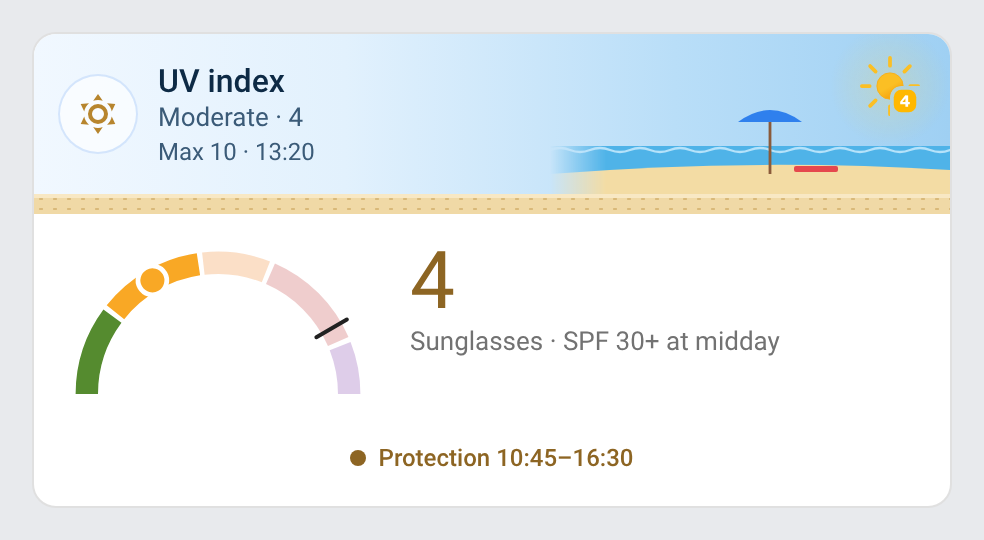 UV index
Moderate · 4
Max 10 · 13:20
4
4
Sunglasses · SPF 30+ at midday
Protection 10:45–16:30